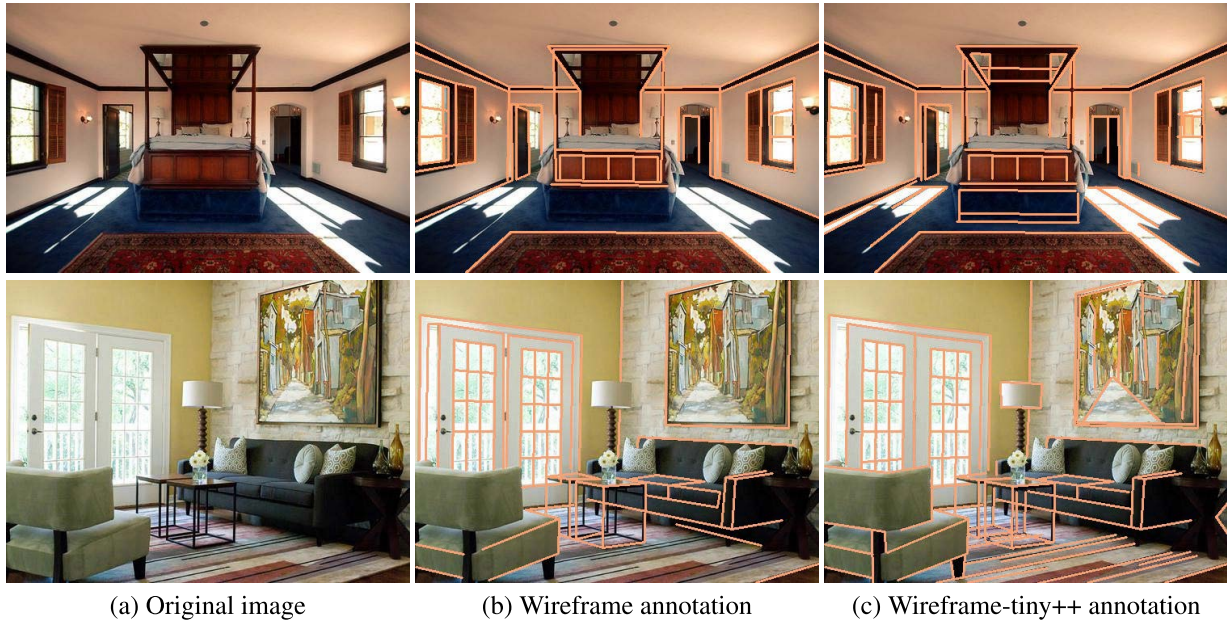 (a) Original image
(b) Wireframe annotation
(c) Wireframe-tiny++ annotation